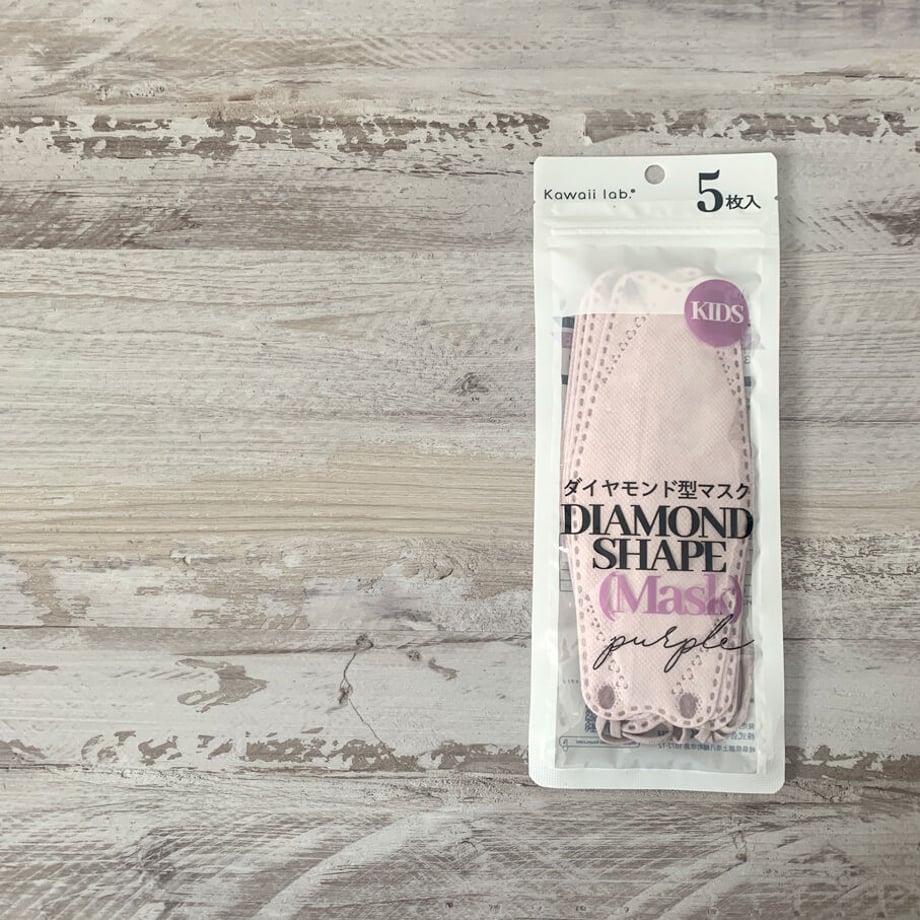 Kawaii lab.
5枚入
KIDS
ダイヤモンド型マスク
DIAMOND
SHAPE
(Mask)
purple